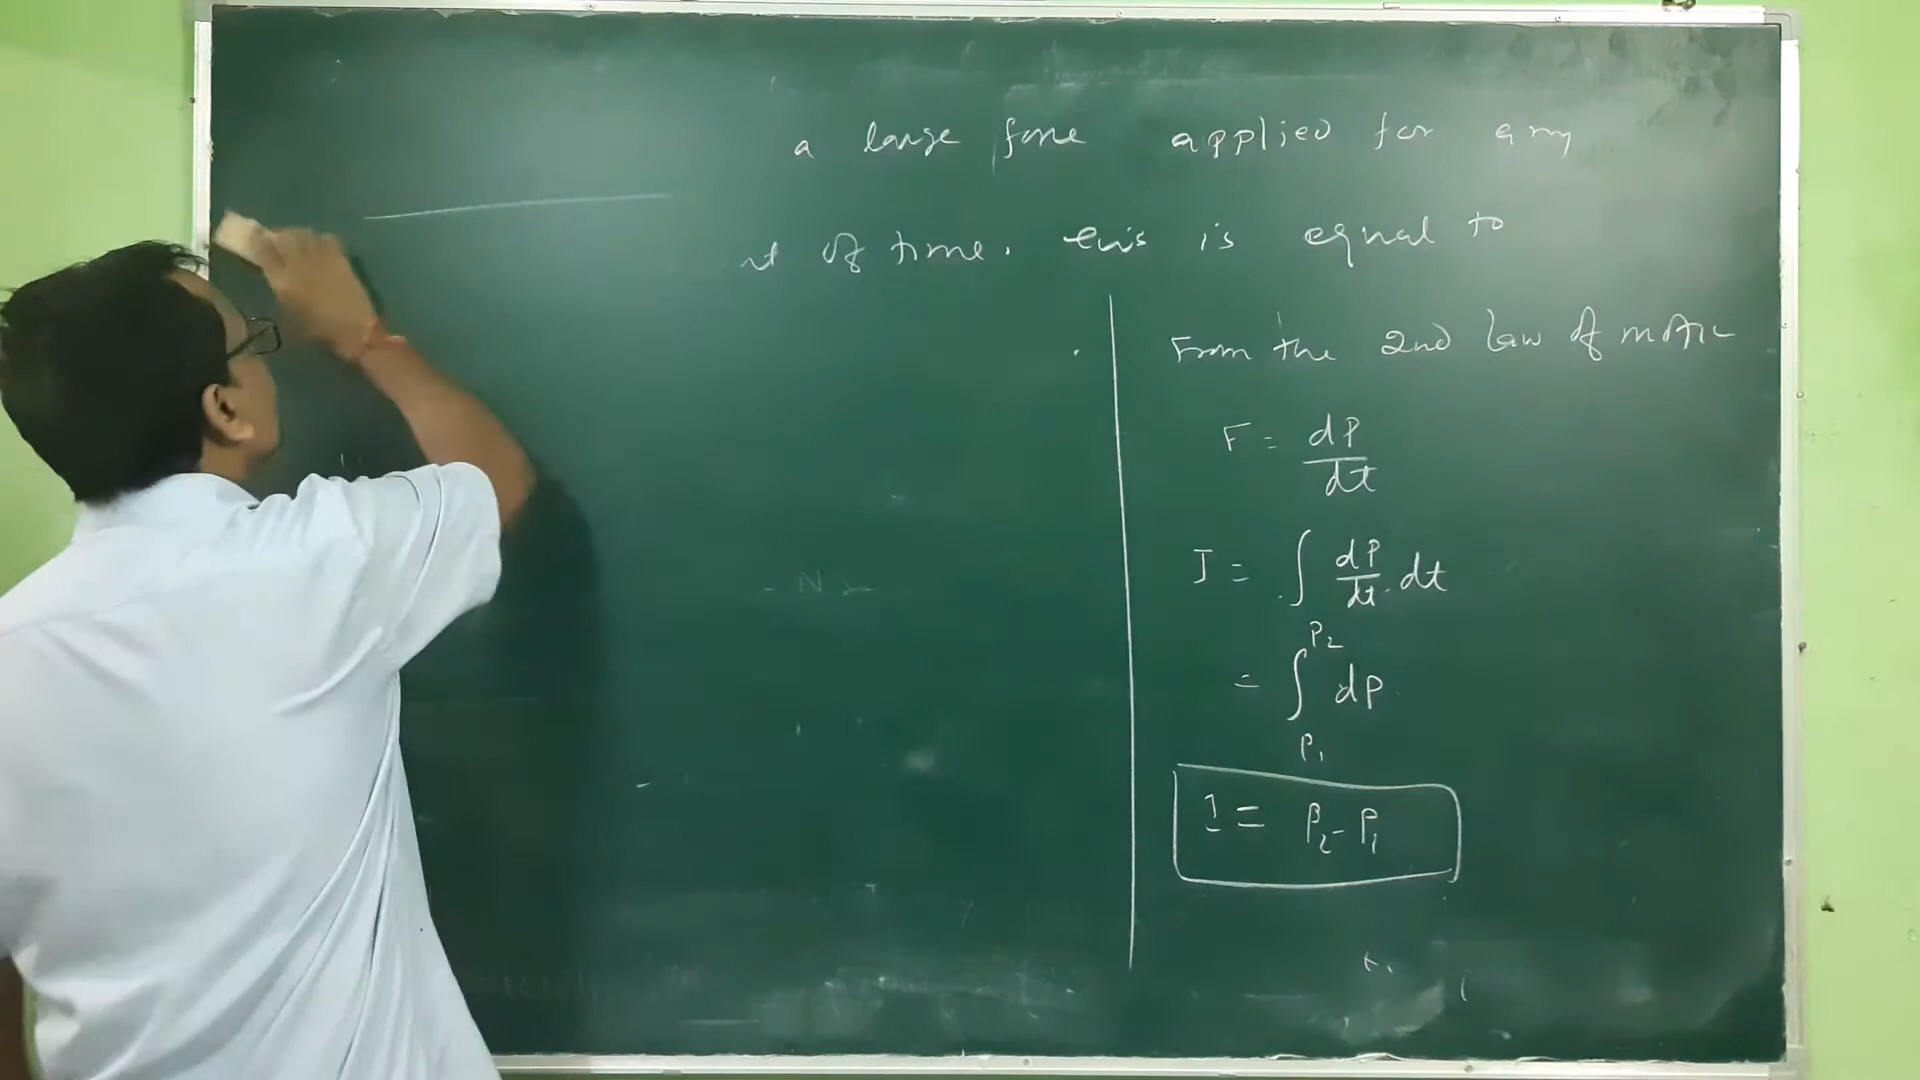 a large force applied for any
of time. this is equal to
From the 2nd law of motion
F = dP/dt
J = ∫ dP/dt . dt
= ∫_{P1}^{P2} dp
J = P2 - P1